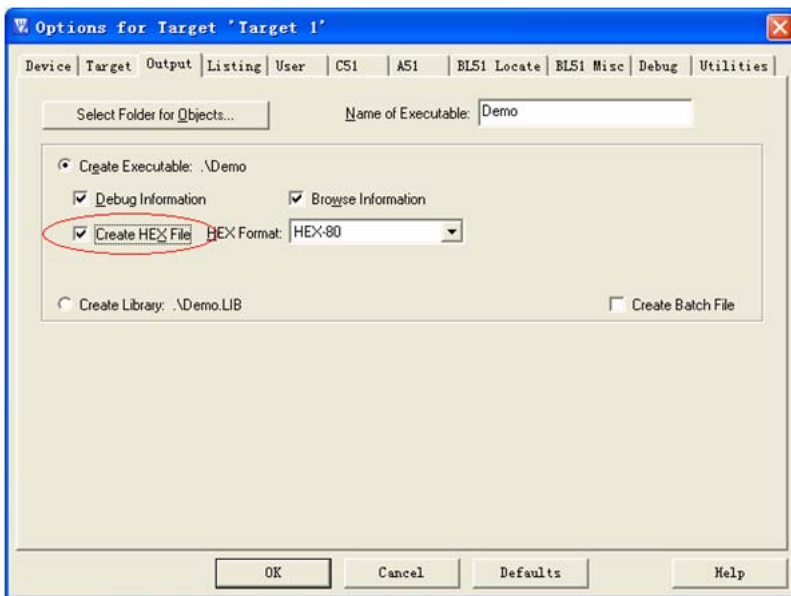 Options for Target 'Target 1'
Device Target Output Listing User C51 A51 BL51 Locate BL51 Misc Debug Utilities
Select Folder for Objects... Name of Executable: Demo
Create Executable: .\Demo
Debug Information Browse Information
Create HEX File HEX Format: HEX-80
Create Library: .\Demo.LIB Create Batch File
OK Cancel Defaults Help